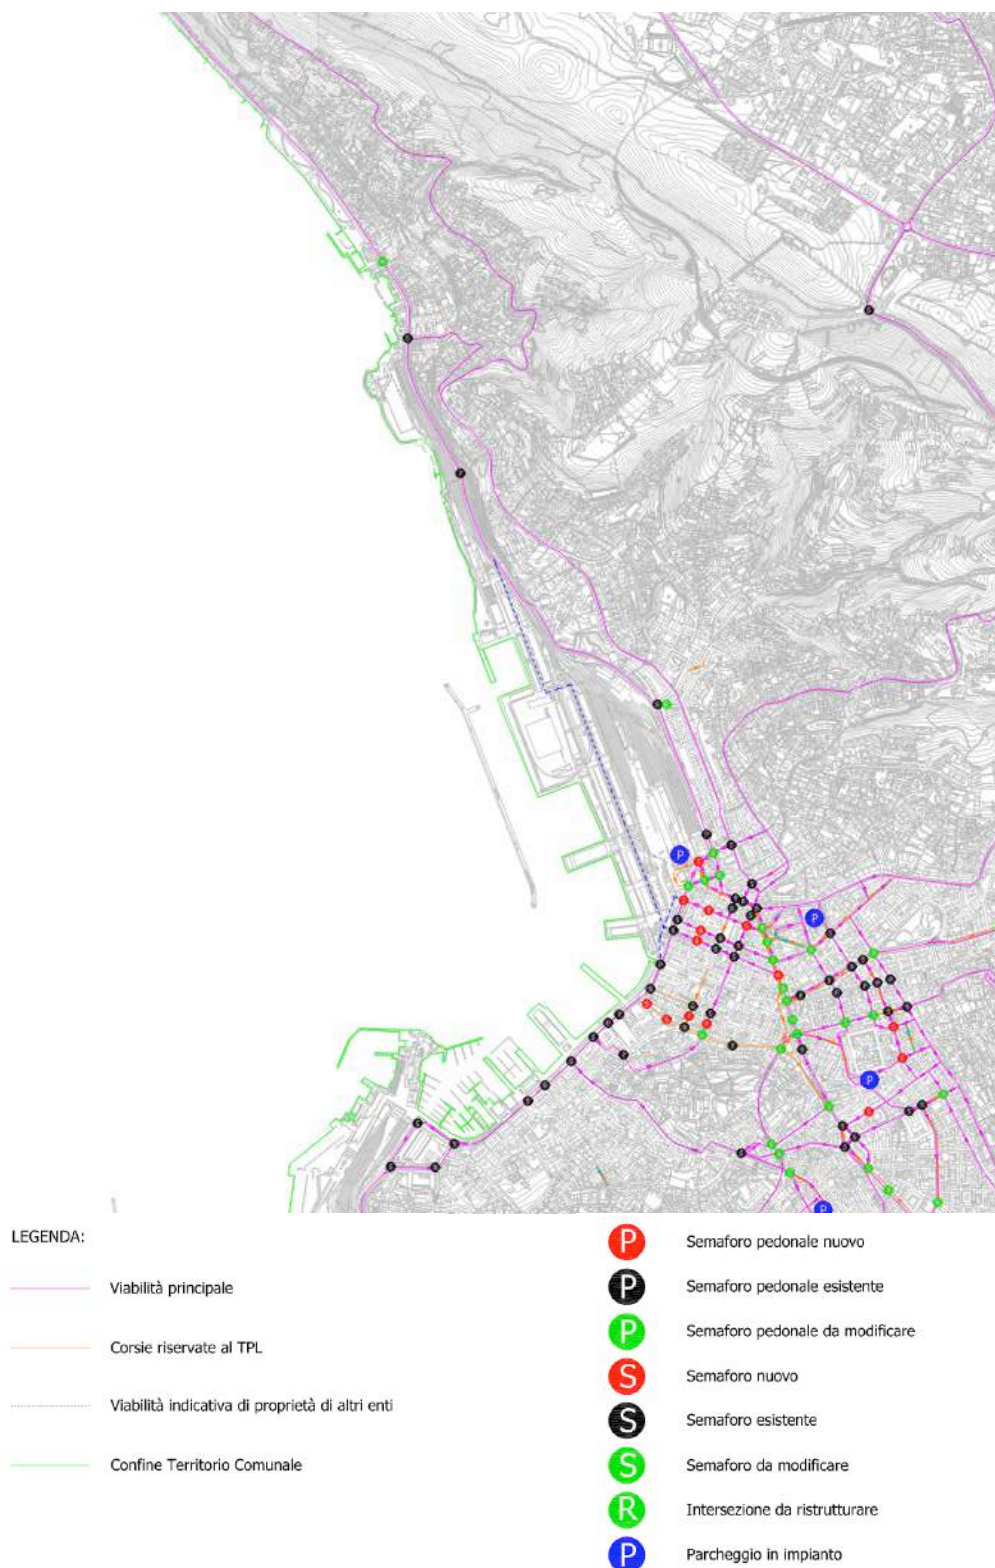 P
P
P
P
LEGENDA:
Viabilità principale
Corsie riservate al TPL
Viabilità indicativa di proprietà di altri enti
Confine Territorio Comunale
P Semaforo pedonale nuovo
P Semaforo pedonale esistente
P Semaforo pedonale da modificare
S Semaforo nuovo
S Semaforo esistente
S Semaforo da modificare
R Intersezione da ristrutturare
P Parcheggio in impianto